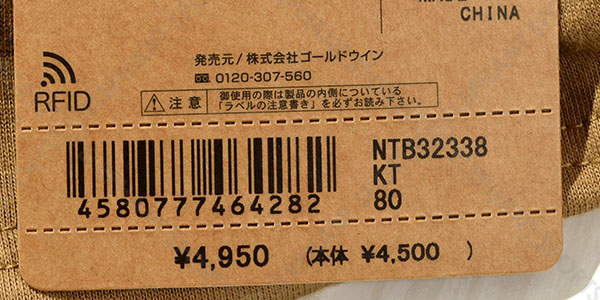 CHINA
発売元/株式会社ゴールドウイン
0120-307-560
RFID
注意 御使用の際は製品の内側についている
「ラベルの注意書き」を必ずお読み下さい。
4580777464282
NTB32338
KT
80
¥4,950 (本体 ¥4,500 )